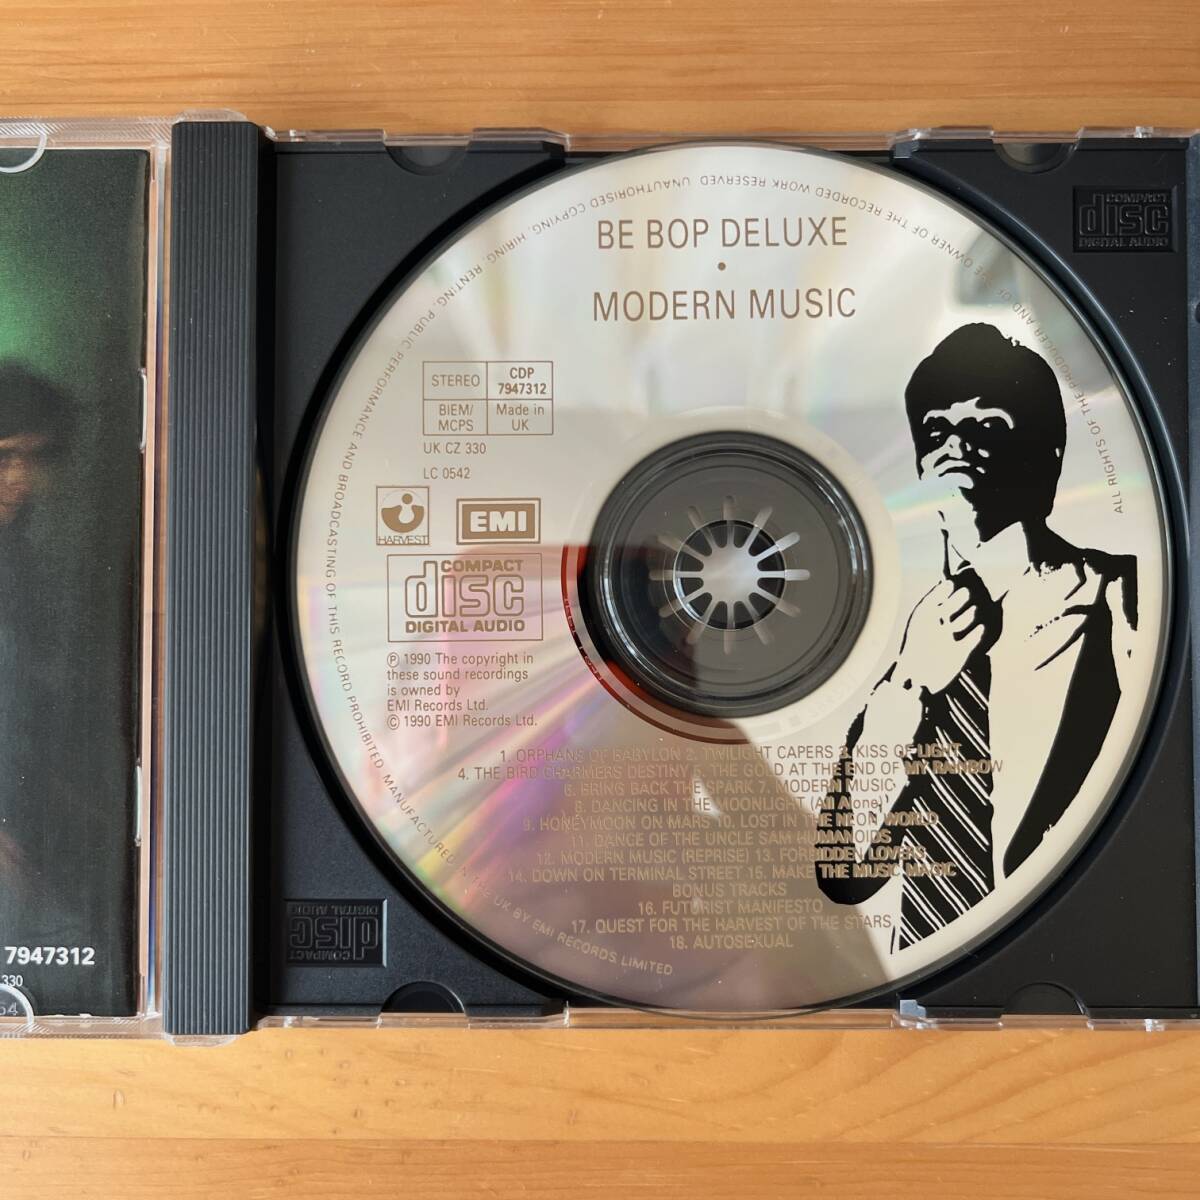 BE BOP DELUXE
•
MODERN MUSIC
STEREO
CDP 7947312
BIEM/ MCPS
Made in UK
UK CZ 330
LC 0542
HARVEST
EMI
COMPACT
disc
DIGITAL AUDIO
Ⓟ 1990 The copyright in
these sound recordings
is owned by
EMI Records Ltd.
© 1990 EMI Records Ltd.
1. ORPHANS OF BABYLON 2. TWILIGHT CAPERS 3. KISS OF LIGHT
4. THE BIRD CHARMERS DESTINY 5. THE GOLD AT THE END OF MY RAINBOW
6. BRING BACK THE SPARK 7. MODERN MUSIC
8. DANCING IN THE MOONLIGHT (All Alone)
9. HONEYMOON ON MARS 10. LOST IN THE NEON WORLD
11. DANCE OF THE UNCLE SAM HUMANOIDS
12. MODERN MUSIC (REPRISE) 13. FORBIDDEN LOVERS
14. DOWN ON TERMINAL STREET 15. MAKE THE MUSIC MAGIC
BONUS TRACKS
16. FUTURIST MANIFESTO
17. QUEST FOR THE HARVEST OF THE STARS
18. AUTOSEXUAL
ALL RIGHTS OF THE PRODUCER AND OF THE OWNER OF THE RECORDED WORK RESERVED UNAUTHORISED COPYING, HIRING, RENTING, PUBLIC PERFORMANCE AND BROADCASTING OF THIS RECORD PROHIBITED. MANUFACTURED IN THE UK BY EMI RECORDS LIMITED
COMPACT
disc
DIGITAL AUDIO
COMPACT
disc
DIGITAL AUDIO
7947312
330
54